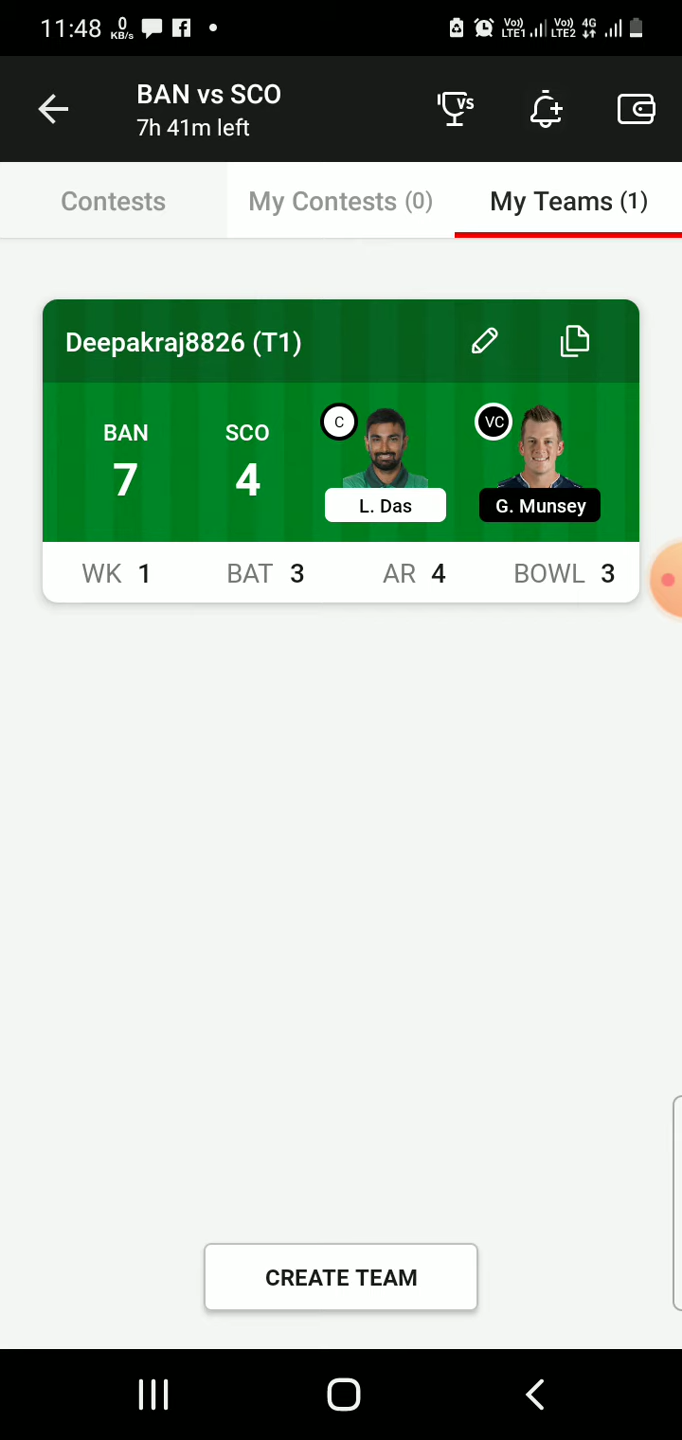 11:48 0 KB/s Vo)) LTE1 Vo)) LTE2 4G
BAN vs SCO
7h 41m left
VS
Contests My Contests (0) My Teams (1)
Deepakraj8826 (T1)
BAN SCO C VC
7 4
L. Das G. Munsey
WK 1 BAT 3 AR 4 BOWL 3
CREATE TEAM